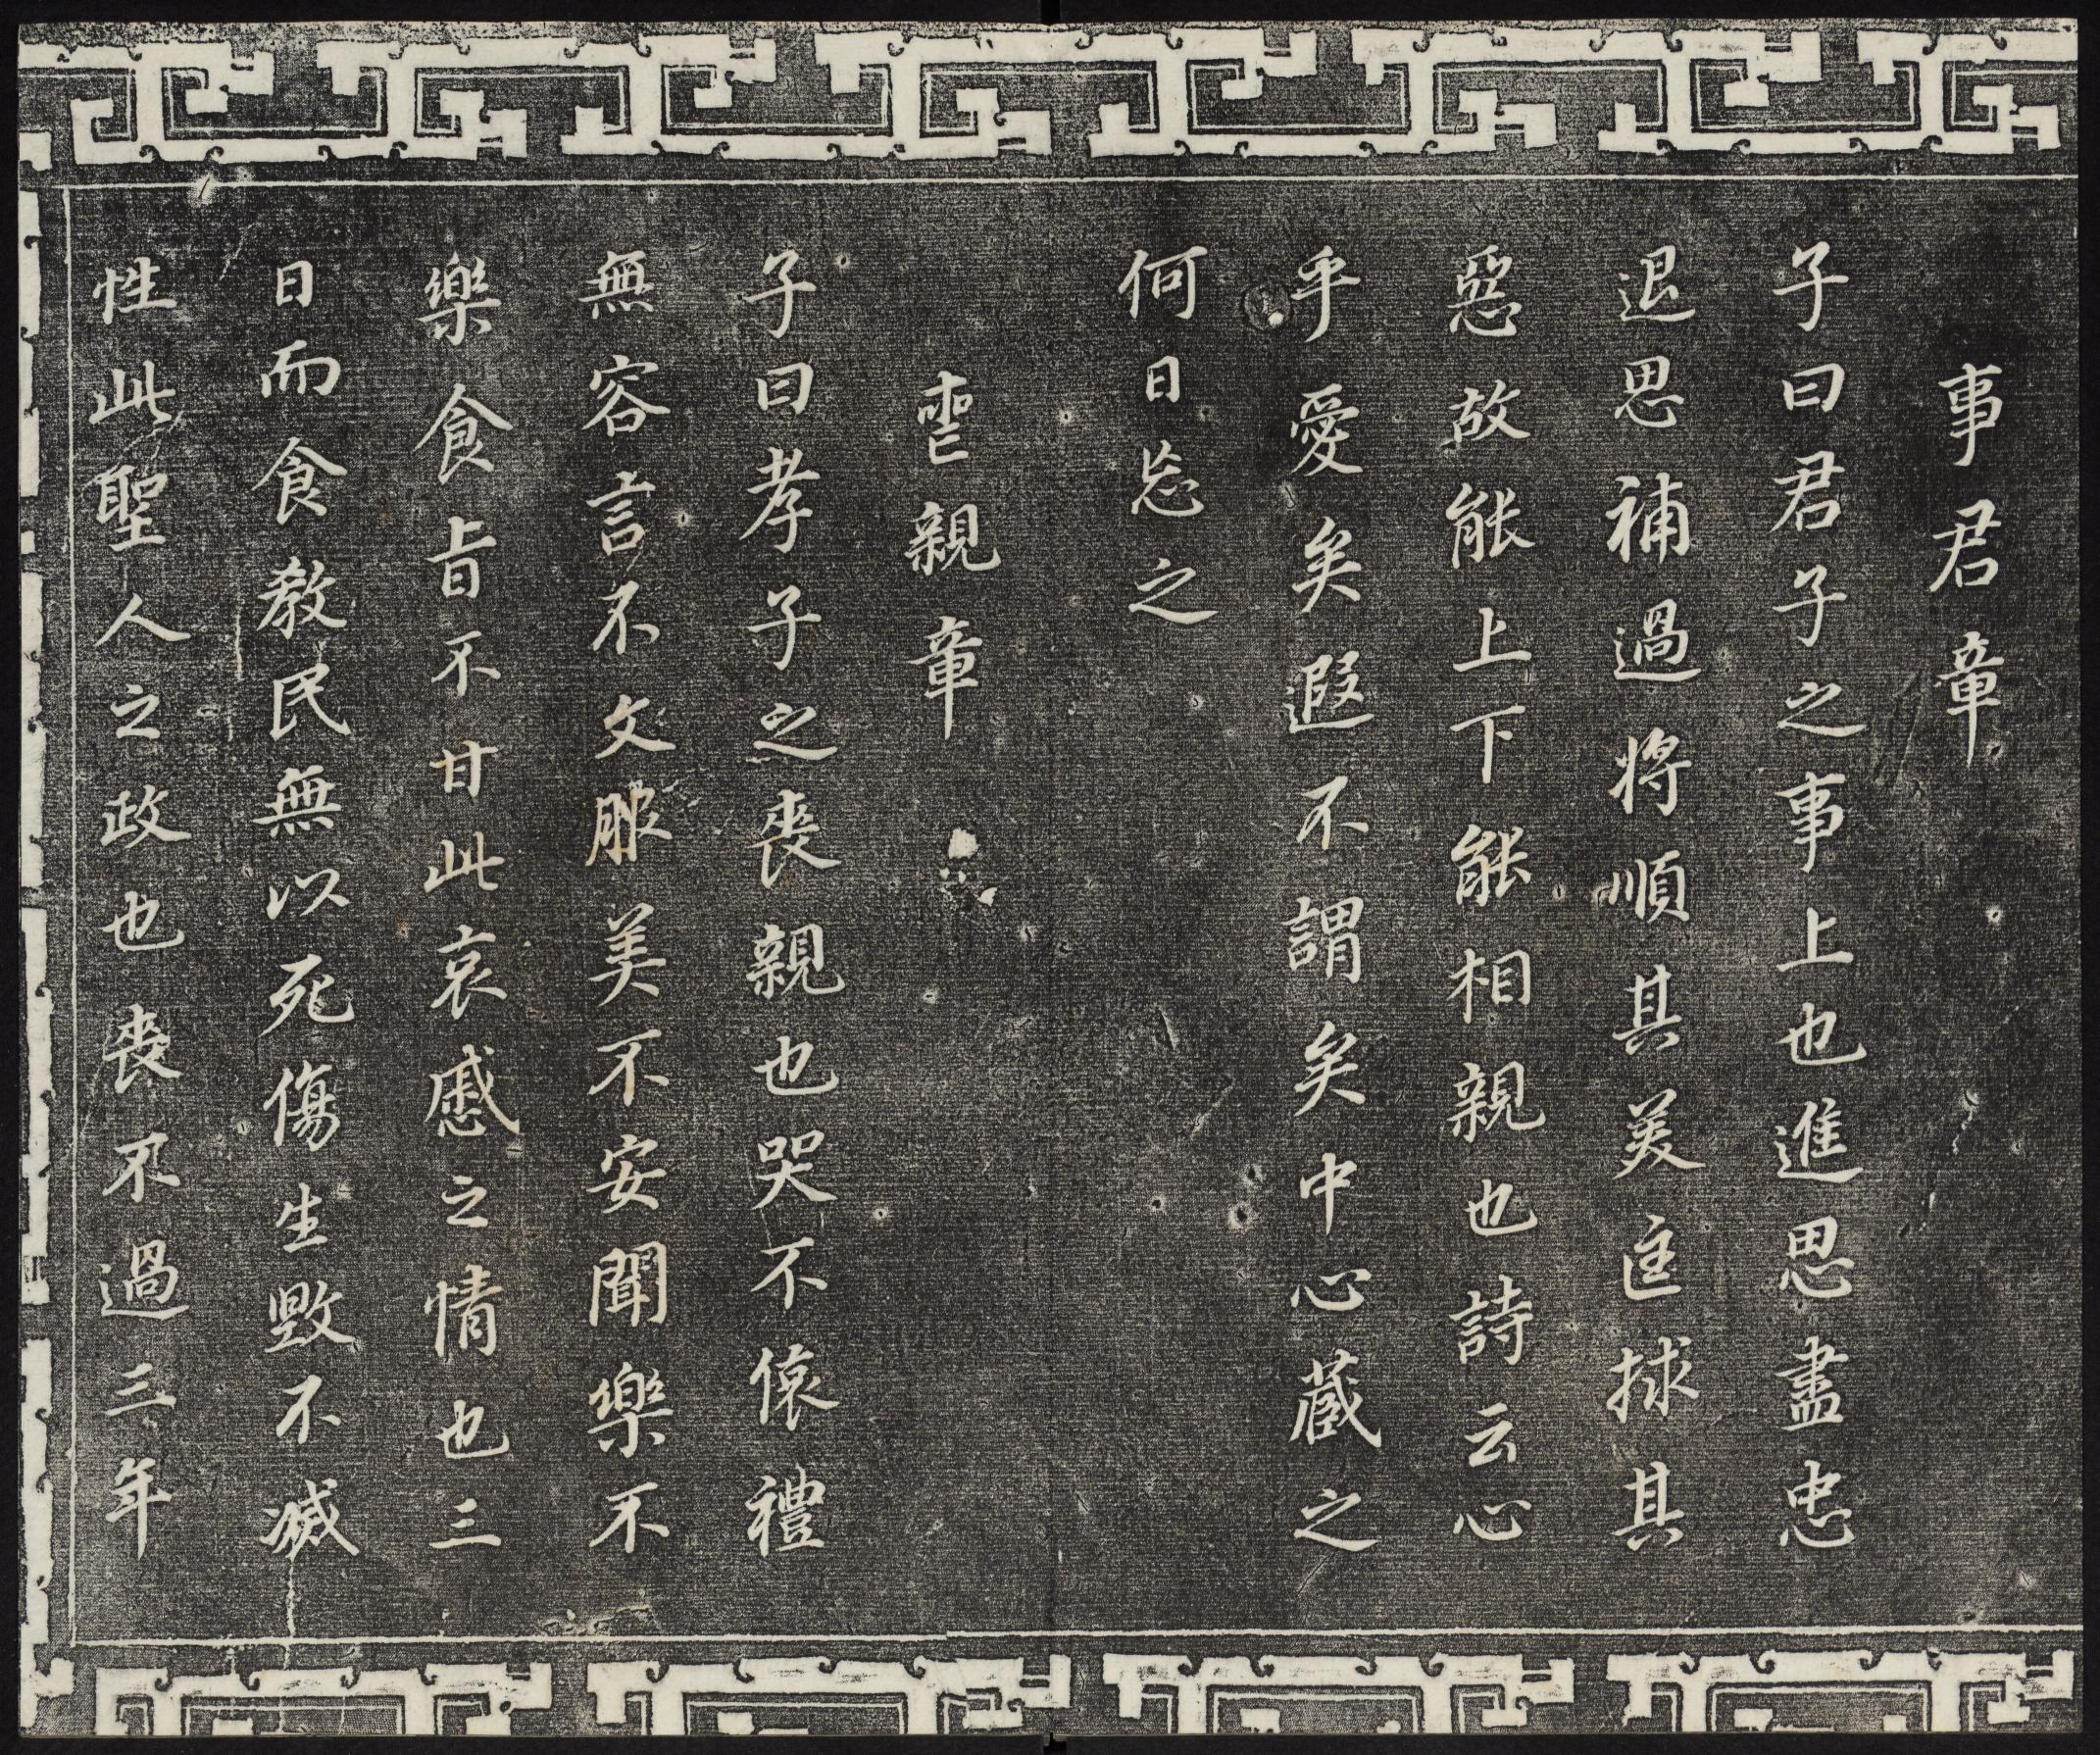 事君章
子曰君子之事上也進思盡忠
退思補過將順其美匡救其
惡故能上下能相親也詩云心
乎愛矣遐不謂矣中心藏之
何日忘之
喪親章
子曰孝子之喪親也哭不偯禮
無容言不文服美不安聞樂不
樂食旨不甘此哀慼之情也三
日而食教民無以死傷生毀不滅
性此聖人之政也喪不過三年